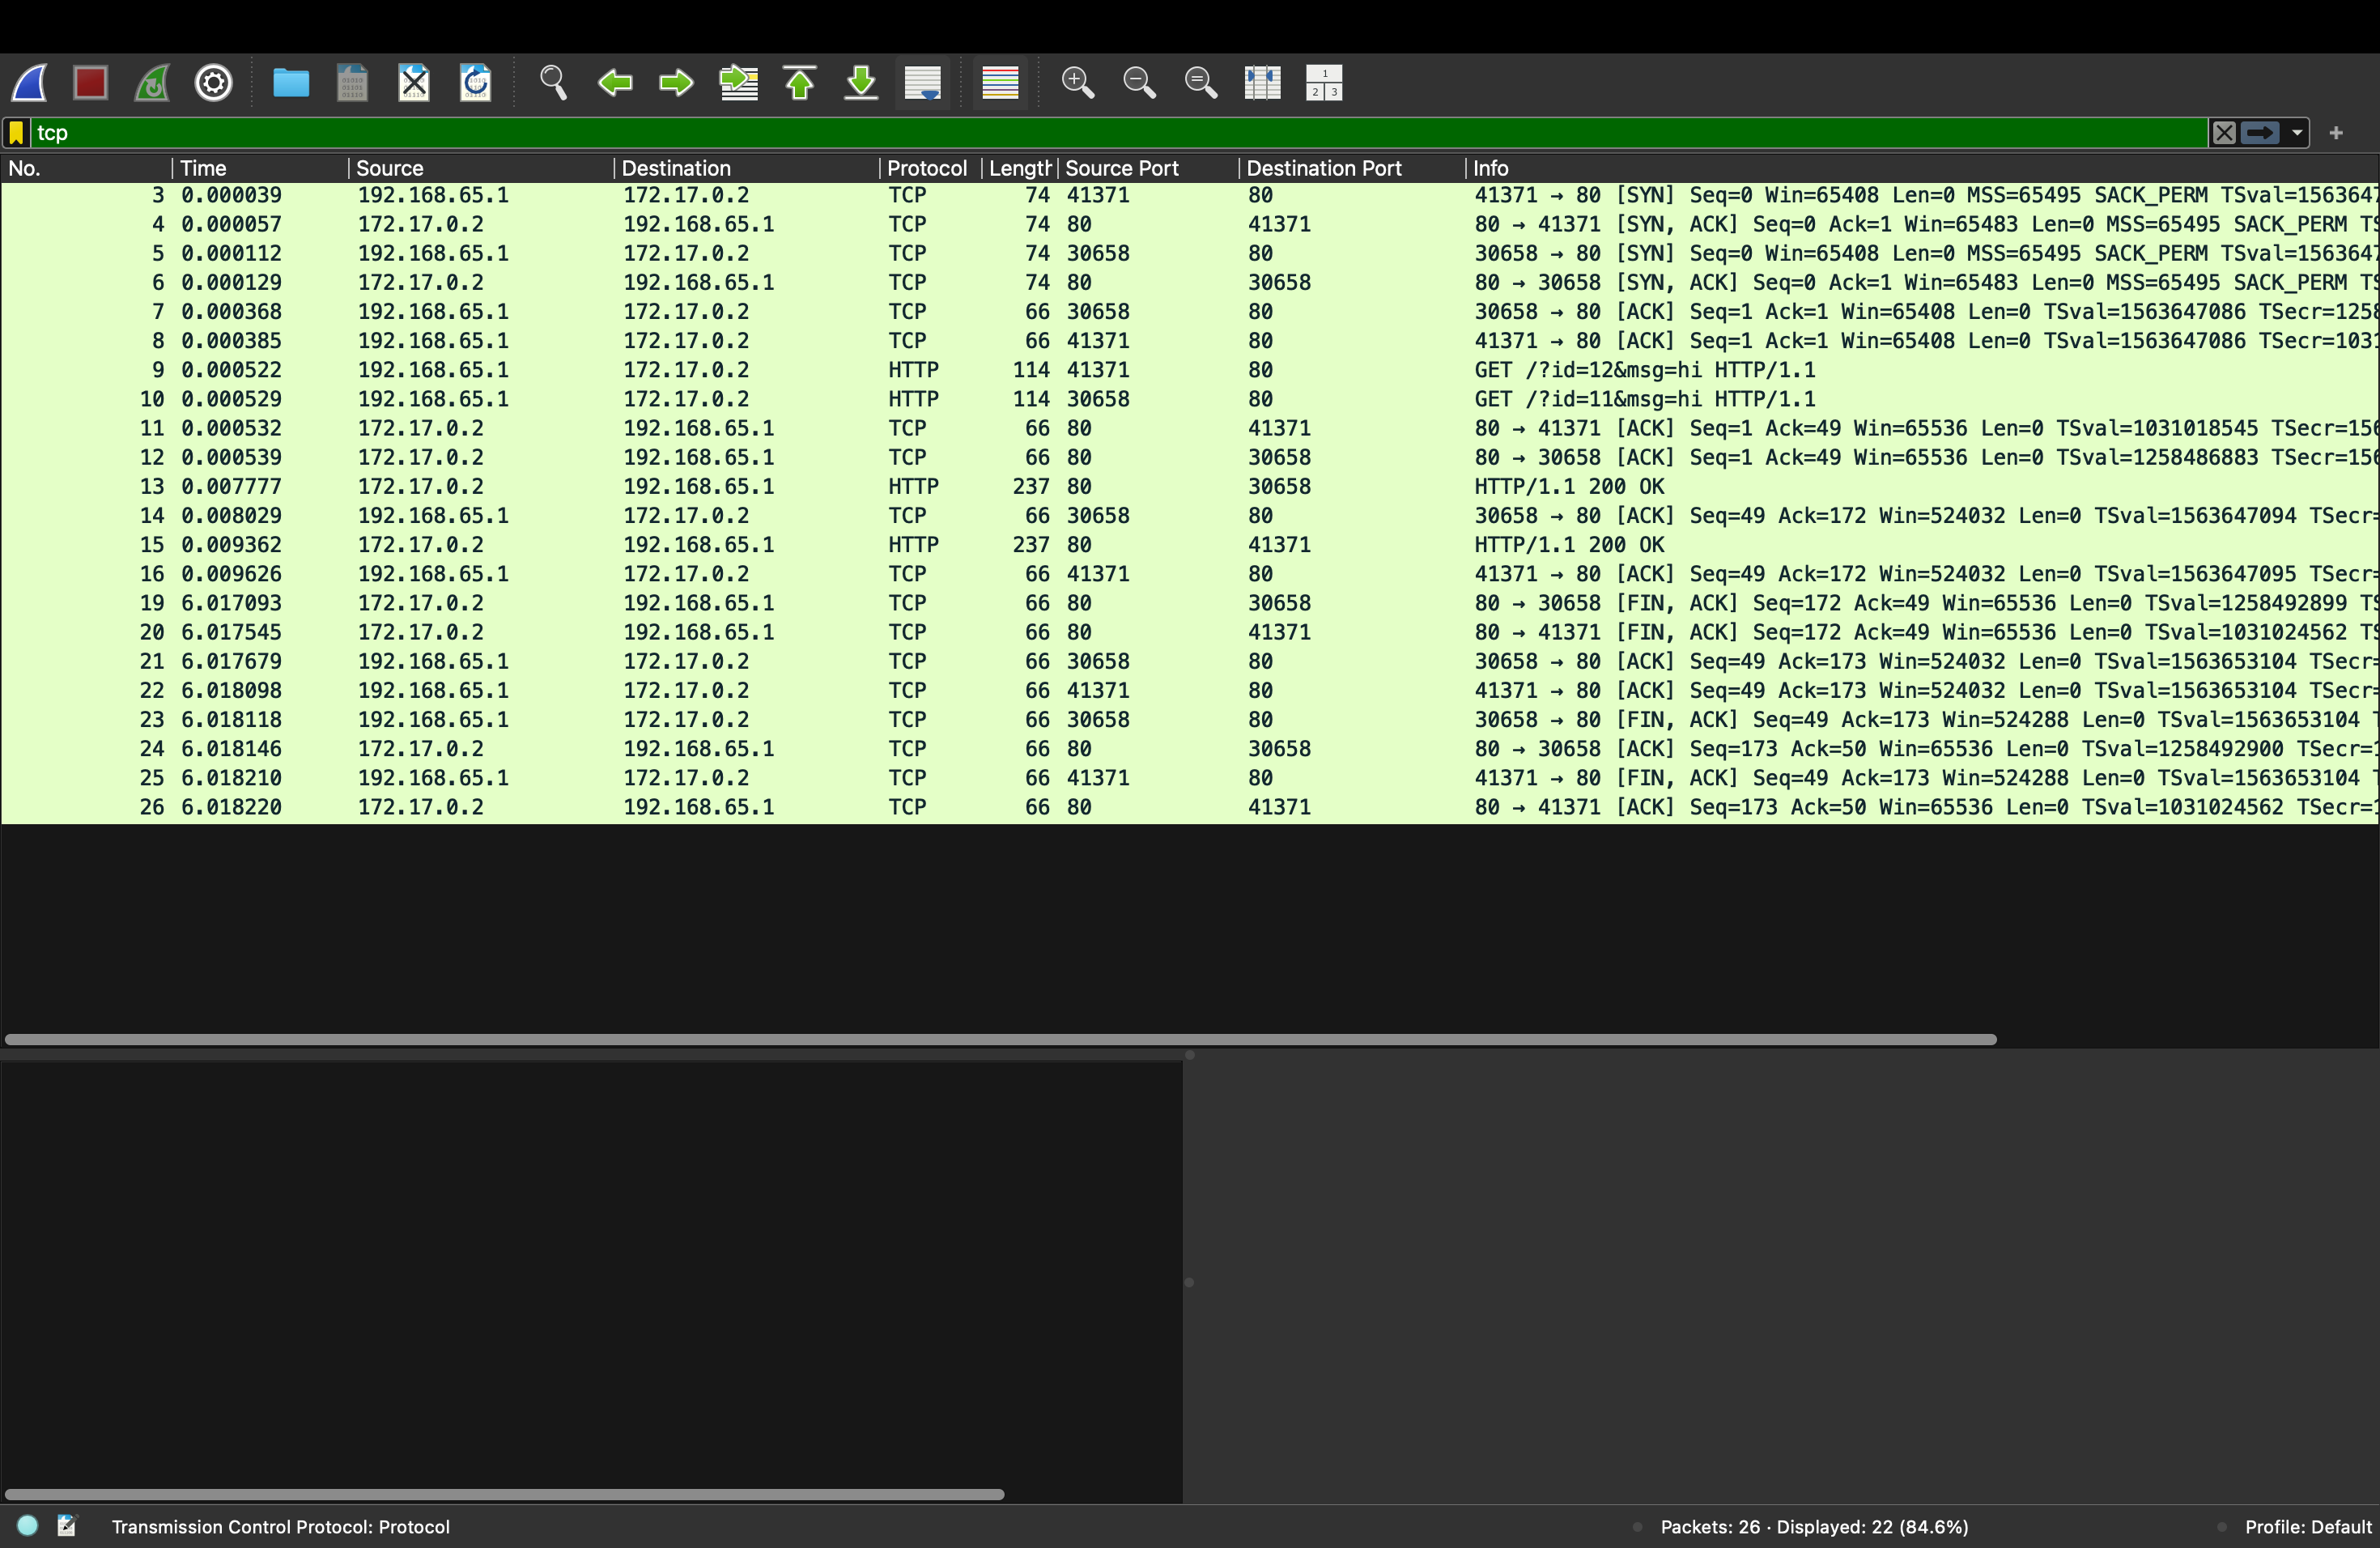 tcp
No. Time Source Destination Protocol Length Source Port Destination Port Info
3 0.000039 192.168.65.1 172.17.0.2 TCP 74 41371 80 41371 → 80 [SYN] Seq=0 Win=65408 Len=0 MSS=65495 SACK_PERM TSval=1563647
4 0.000057 172.17.0.2 192.168.65.1 TCP 74 80 41371 80 → 41371 [SYN, ACK] Seq=0 Ack=1 Win=65483 Len=0 MSS=65495 SACK_PERM TS
5 0.000112 192.168.65.1 172.17.0.2 TCP 74 30658 80 30658 → 80 [SYN] Seq=0 Win=65408 Len=0 MSS=65495 SACK_PERM TSval=1563647
6 0.000129 172.17.0.2 192.168.65.1 TCP 74 80 30658 80 → 30658 [SYN, ACK] Seq=0 Ack=1 Win=65483 Len=0 MSS=65495 SACK_PERM TS
7 0.000368 192.168.65.1 172.17.0.2 TCP 66 30658 80 30658 → 80 [ACK] Seq=1 Ack=1 Win=65408 Len=0 TSval=1563647086 TSecr=1258
8 0.000385 192.168.65.1 172.17.0.2 TCP 66 41371 80 41371 → 80 [ACK] Seq=1 Ack=1 Win=65408 Len=0 TSval=1563647086 TSecr=1031
9 0.000522 192.168.65.1 172.17.0.2 HTTP 114 41371 80 GET /?id=12&msg=hi HTTP/1.1
10 0.000529 192.168.65.1 172.17.0.2 HTTP 114 30658 80 GET /?id=11&msg=hi HTTP/1.1
11 0.000532 172.17.0.2 192.168.65.1 TCP 66 80 41371 80 → 41371 [ACK] Seq=1 Ack=49 Win=65536 Len=0 TSval=1031018545 TSecr=156
12 0.000539 172.17.0.2 192.168.65.1 TCP 66 80 30658 80 → 30658 [ACK] Seq=1 Ack=49 Win=65536 Len=0 TSval=1258486883 TSecr=156
13 0.007777 172.17.0.2 192.168.65.1 HTTP 237 80 30658 HTTP/1.1 200 OK
14 0.008029 192.168.65.1 172.17.0.2 TCP 66 30658 80 30658 → 80 [ACK] Seq=49 Ack=172 Win=524032 Len=0 TSval=1563647094 TSecr=
15 0.009362 172.17.0.2 192.168.65.1 HTTP 237 80 41371 HTTP/1.1 200 OK
16 0.009626 192.168.65.1 172.17.0.2 TCP 66 41371 80 41371 → 80 [ACK] Seq=49 Ack=172 Win=524032 Len=0 TSval=1563647095 TSecr=
19 6.017093 172.17.0.2 192.168.65.1 TCP 66 80 30658 80 → 30658 [FIN, ACK] Seq=172 Ack=49 Win=65536 Len=0 TSval=1258492899 TS
20 6.017545 172.17.0.2 192.168.65.1 TCP 66 80 41371 80 → 41371 [FIN, ACK] Seq=172 Ack=49 Win=65536 Len=0 TSval=1031024562 TS
21 6.017679 192.168.65.1 172.17.0.2 TCP 66 30658 80 30658 → 80 [ACK] Seq=49 Ack=173 Win=524032 Len=0 TSval=1563653104 TSecr=
22 6.018098 192.168.65.1 172.17.0.2 TCP 66 41371 80 41371 → 80 [ACK] Seq=49 Ack=173 Win=524032 Len=0 TSval=1563653104 TSecr=
23 6.018118 192.168.65.1 172.17.0.2 TCP 66 30658 80 30658 → 80 [FIN, ACK] Seq=49 Ack=173 Win=524288 Len=0 TSval=1563653104 T
24 6.018146 172.17.0.2 192.168.65.1 TCP 66 80 30658 80 → 30658 [ACK] Seq=173 Ack=50 Win=65536 Len=0 TSval=1258492900 TSecr=1
25 6.018210 192.168.65.1 172.17.0.2 TCP 66 41371 80 41371 → 80 [FIN, ACK] Seq=49 Ack=173 Win=524288 Len=0 TSval=1563653104 T
26 6.018220 172.17.0.2 192.168.65.1 TCP 66 80 41371 80 → 41371 [ACK] Seq=173 Ack=50 Win=65536 Len=0 TSval=1031024562 TSecr=1
Transmission Control Protocol: Protocol Packets: 26 · Displayed: 22 (84.6%) Profile: Default